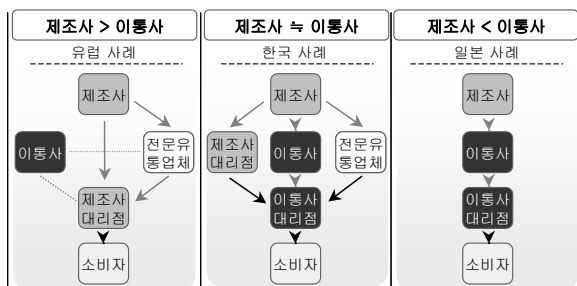 제조사 > 이통사
유럽 사례
제조사
이통사
전문유
통업체
제조사
대리점
소비자
제조사 ≒ 이통사
한국 사례
제조사
제조사
대리점
이통사
전문유
통업체
이통사
대리점
소비자
제조사 < 이통사
일본 사례
제조사
이통사
이통사
대리점
소비자